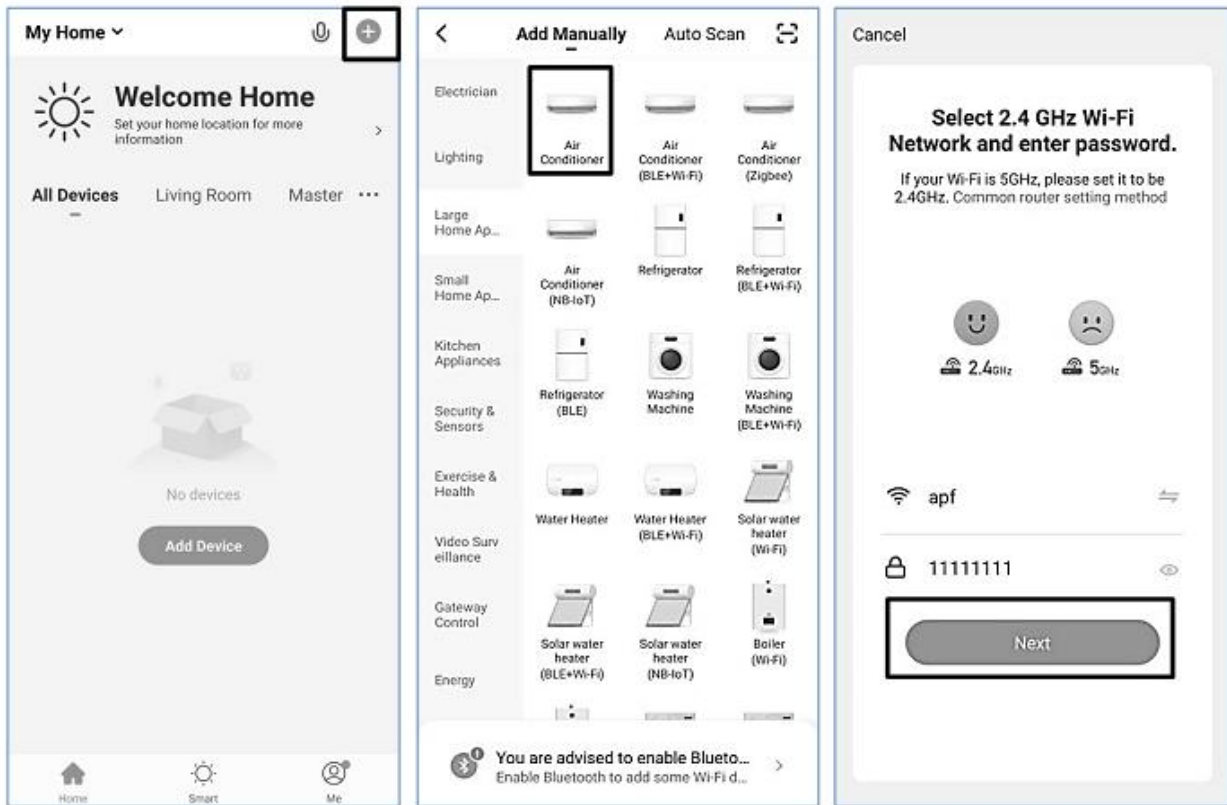 My Home
Welcome Home
Set your home location for more
information
All Devices Living Room Master ...
No devices
Add Device
Home Smart Me
Add Manually Auto Scan
Electrician
Lighting
Large
Home Ap...
Small
Home Ap...
Kitchen
Appliances
Security &
Sensors
Exercise &
Health
Video Surv
eillance
Gateway
Control
Energy
Air
Conditioner
Air
Conditioner
(BLE+Wi-Fi)
Air
Conditioner
(Zigbee)
Air
Conditioner
(NB-IoT)
Refrigerator
Refrigerator
(BLE+Wi-Fi)
Refrigerator
(BLE)
Washing
Machine
Washing
Machine
(BLE+Wi-Fi)
Water Heater
Water Heater
(BLE+Wi-Fi)
Solar water
heater
(Wi-Fi)
Solar water
heater
(BLE+Wi-Fi)
Solar water
heater
(NB-IoT)
Boiler
(Wi-Fi)
You are advised to enable Blueto...
Enable Bluetooth to add some Wi-Fi d...
Cancel
Select 2.4 GHz Wi-Fi
Network and enter password.
If your Wi-Fi is 5GHz, please set it to be
2.4GHz. Common router setting method
2.4GHz 5GHz
apf
11111111
Next